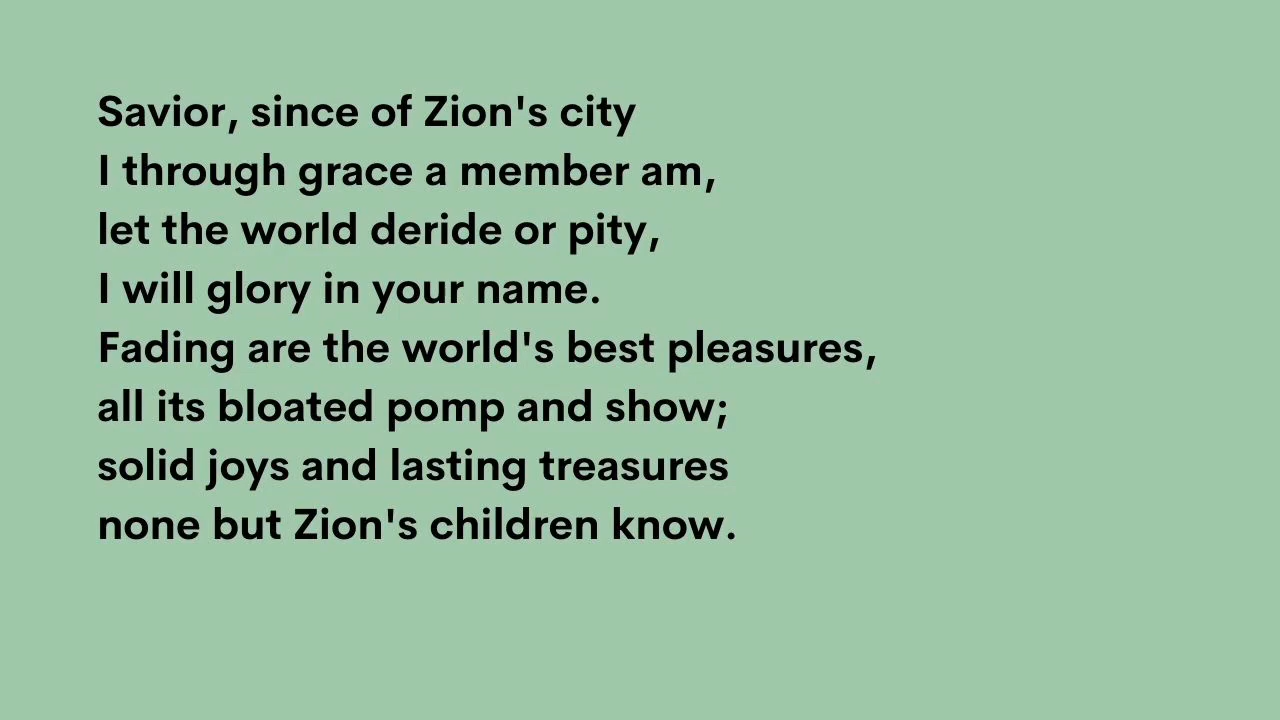 Savior, since of Zion's city
I through grace a member am,
let the world deride or pity,
I will glory in your name.
Fading are the world's best pleasures,
all its bloated pomp and show;
solid joys and lasting treasures
none but Zion's children know.